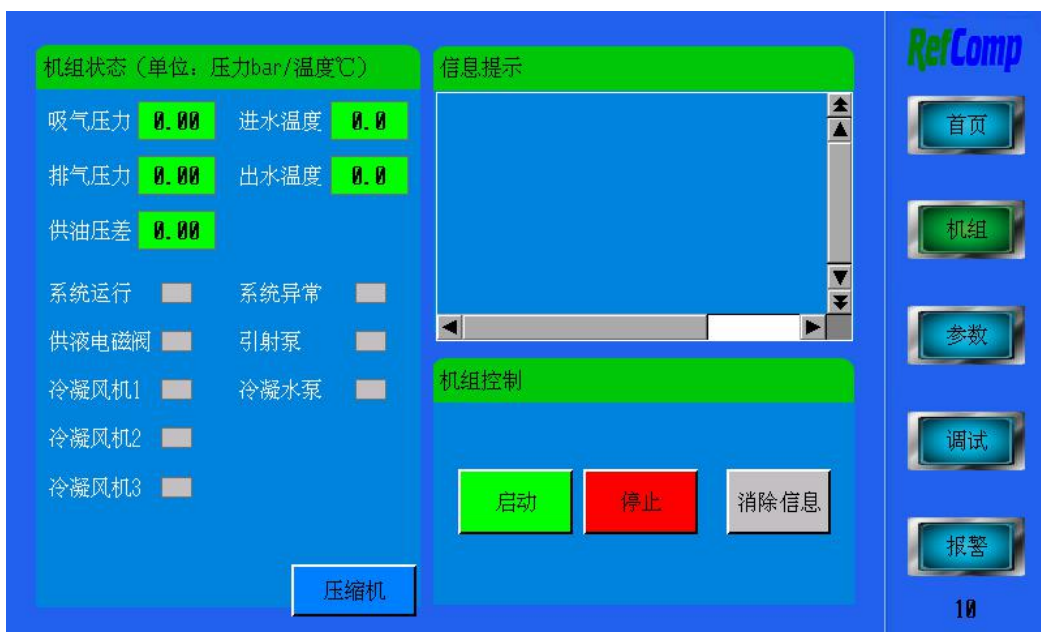 RefComp
机组状态（单位：压力bar/温度℃）
吸气压力 0.00 进水温度 0.0
排气压力 0.00 出水温度 0.0
供油压差 0.00
系统运行 系统异常
供液电磁阀 引射泵
冷凝风机1 冷凝水泵
冷凝风机2
冷凝风机3
压缩机
信息提示
机组控制
启动 停止 消除信息
首页
机组
参数
调试
报警
10